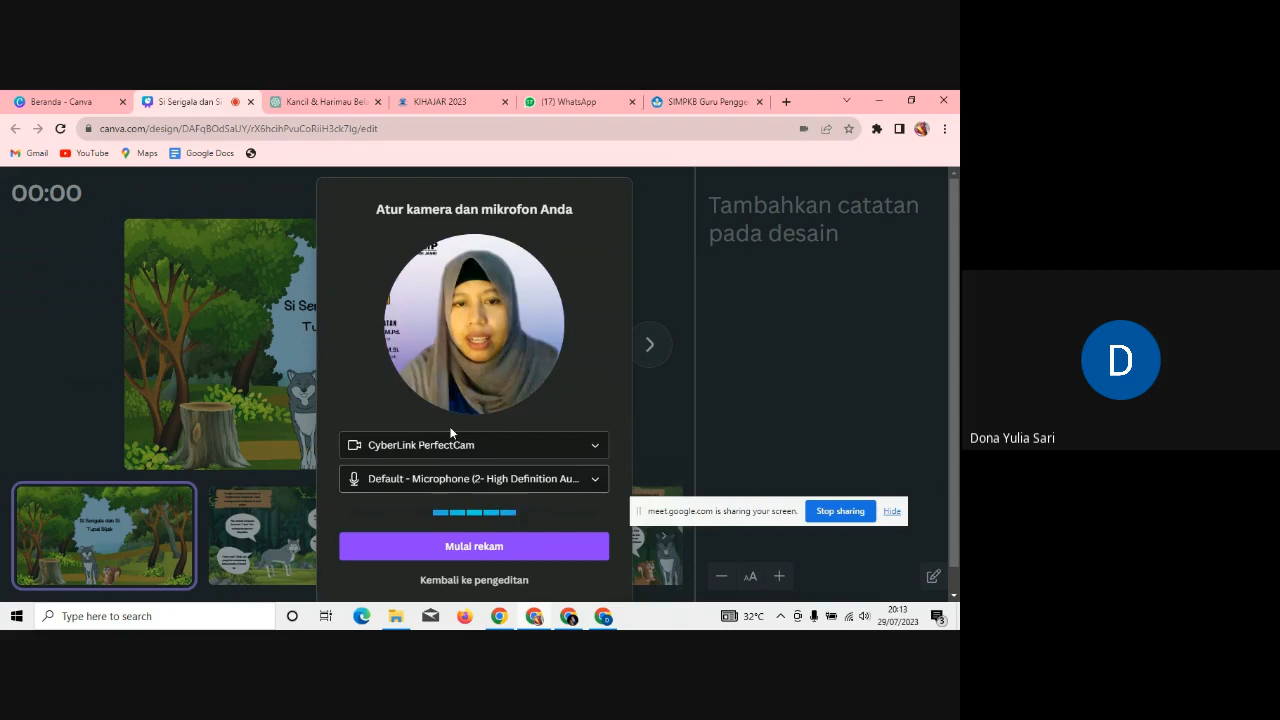 Beranda - Canva
Si Serigala dan Si
Kancil & Harimau Bela
KIHAJAR 2023
(17) WhatsApp
SIMPKB Guru Pengge
canva.com/design/DAFqBOdSaUY/rX6hcihPvuCoRiiH3ck7Ig/edit
Gmail
YouTube
Maps
Google Docs
00:00
Atur kamera dan mikrofon Anda
Tambahkan catatan
pada desain
CyberLink PerfectCam
Default - Microphone (2- High Definition Au...
meet.google.com is sharing your screen.
Stop sharing
Hide
Mulai rekam
Kembali ke pengeditan
Si Serigala dan Si
Tupai Bijak
AA
D
Dona Yulia Sari
Type here to search
32°C
20:13
29/07/2023
3